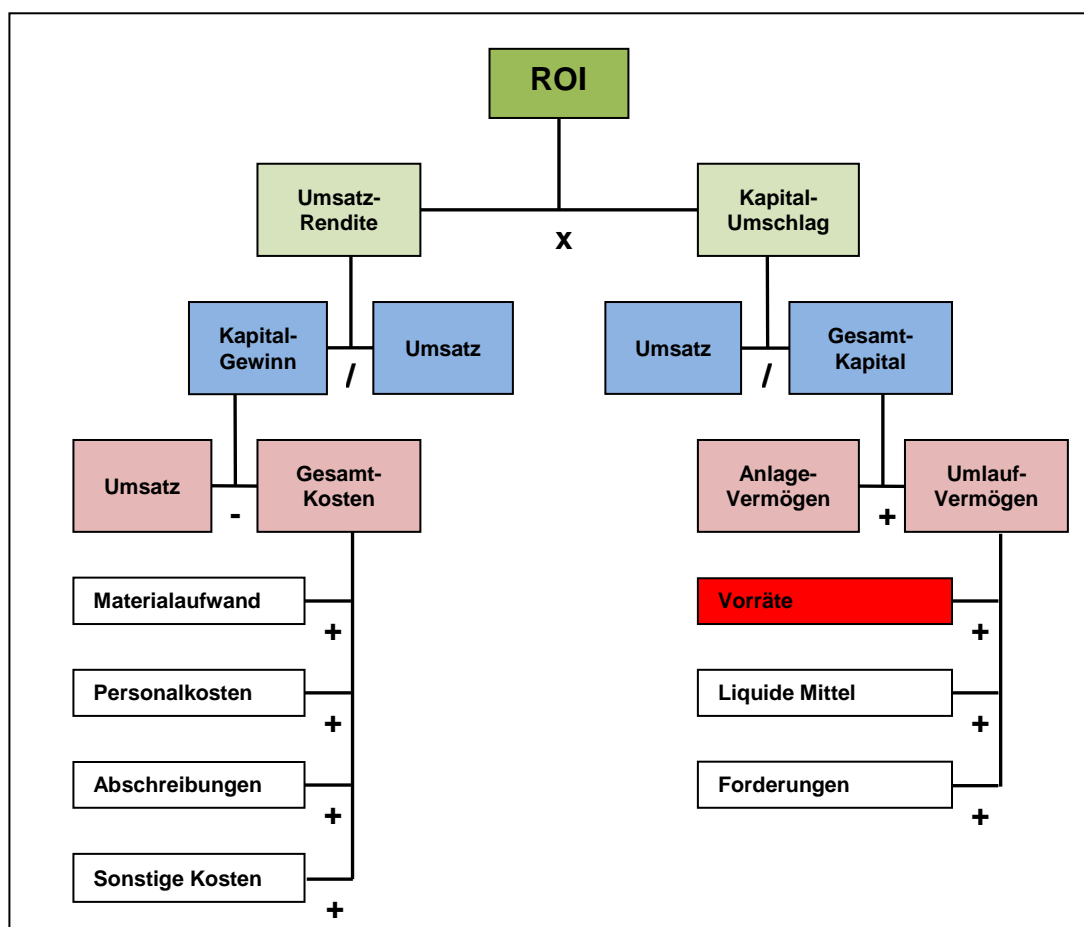 ROI
Umsatz-
Rendite
x
Kapital-
Umschlag
Kapital-
Gewinn
/
Umsatz
Umsatz
/
Gesamt-
Kapital
Umsatz
-
Gesamt-
Kosten
Anlage-
Vermögen
+
Umlauf-
Vermögen
Materialaufwand
+
Vorräte
+
Personalkosten
+
Liquide Mittel
+
Abschreibungen
+
Forderungen
+
Sonstige Kosten
+